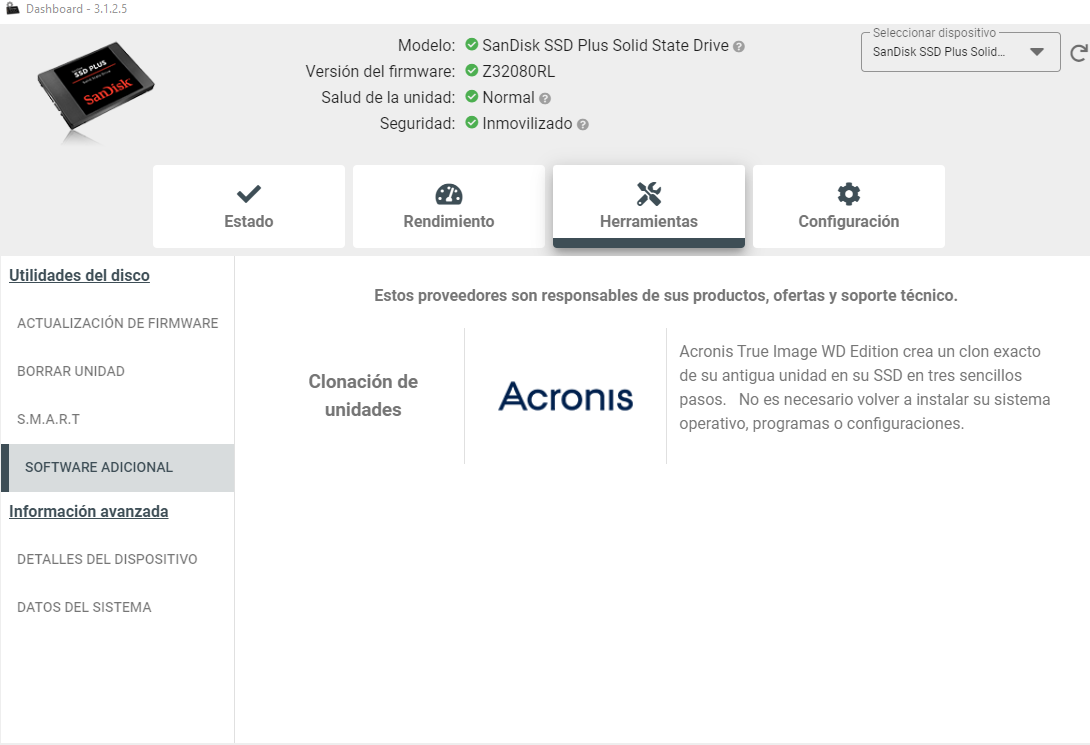 Dashboard - 3.1.2.5
Modelo: SanDisk SSD Plus Solid State Drive
Versión del firmware: Z32080RL
Salud de la unidad: Normal
Seguridad: Inmovilizado
Seleccionar dispositivo
SanDisk SSD Plus Solid...
SSD PLUS
SanDisk
Estado
Rendimiento
Herramientas
Configuración
Utilidades del disco
ACTUALIZACIÓN DE FIRMWARE
BORRAR UNIDAD
S.M.A.R.T
SOFTWARE ADICIONAL
Información avanzada
DETALLES DEL DISPOSITIVO
DATOS DEL SISTEMA
Estos proveedores son responsables de sus productos, ofertas y soporte técnico.
Clonación de
unidades
Acronis
Acronis True Image WD Edition crea un clon exacto
de su antigua unidad en su SSD en tres sencillos
pasos. No es necesario volver a instalar su sistema
operativo, programas o configuraciones.